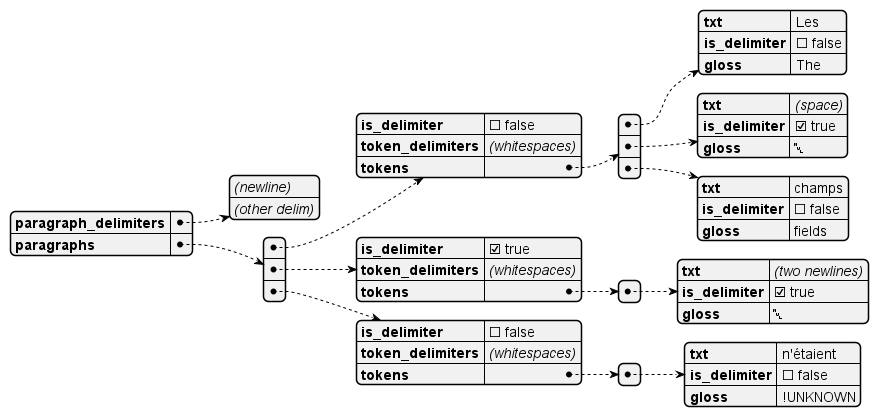 paragraph_delimiters
paragraphs
(newline)
(other delim)
is_delimiter ☐ false
token_delimiters (whitespaces)
tokens
txt Les
is_delimiter ☐ false
gloss The
txt (space)
is_delimiter ☑ true
gloss ␀
txt champs
is_delimiter ☐ false
gloss fields
is_delimiter ☑ true
token_delimiters (whitespaces)
tokens
txt (two newlines)
is_delimiter ☑ true
gloss ␀
is_delimiter ☐ false
token_delimiters (whitespaces)
tokens
txt n'étaient
is_delimiter ☐ false
gloss !UNKNOWN